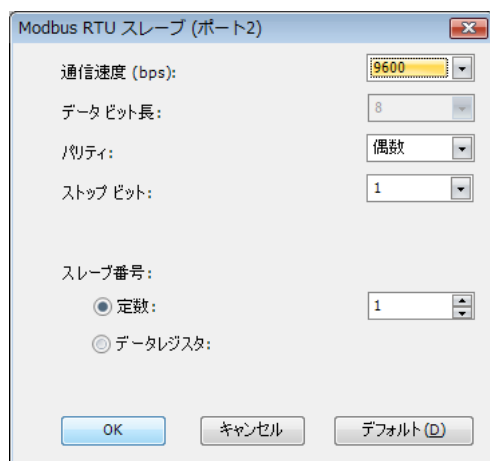 Modbus RTU スレーブ (ポート2)
通信速度 (bps): 9600
データ ビット長: 8
パリティ: 偶数
ストップ ビット: 1
スレーブ番号:
定数: 1
データレジスタ:
OK キャンセル デフォルト(D)